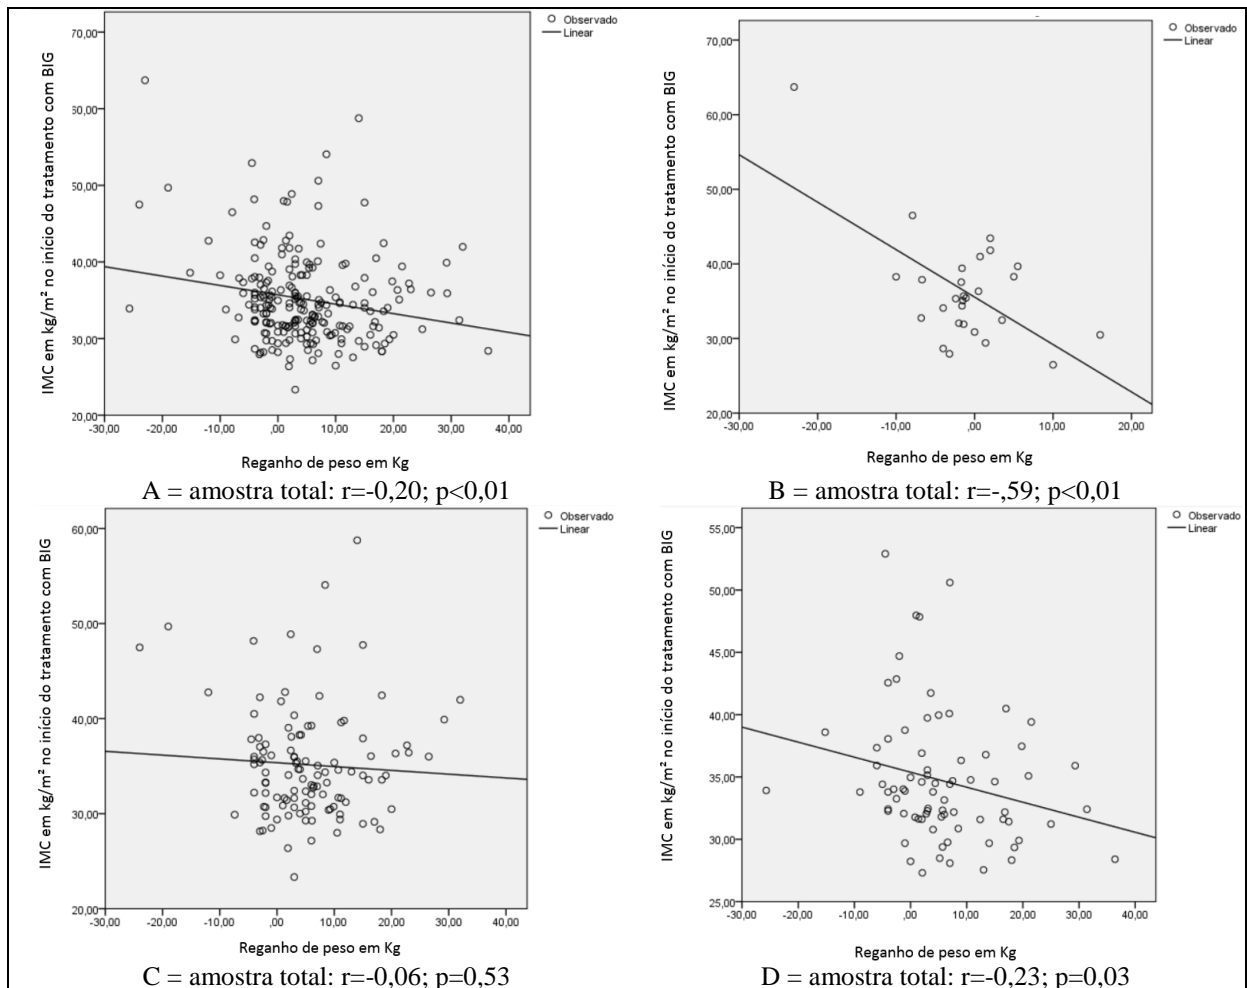 Observado
Linear
70,00
60,00
50,00
40,00
30,00
20,00
-30,00 -20,00 -10,00 ,00 10,00 20,00 30,00 40,00
IMC em kg/m² no início do tratamento com BIG
Reganho de peso em Kg
A = amostra total: r=-0,20; p<0,01
Observado
Linear
70,00
60,00
50,00
40,00
30,00
20,00
-30,00 -20,00 -10,00 ,00 10,00 20,00
IMC em kg/m² no início do tratamento com BIG
Reganho de peso em Kg
B = amostra total: r=-,59; p<0,01
Observado
Linear
60,00
50,00
40,00
30,00
20,00
-30,00 -20,00 -10,00 ,00 10,00 20,00 30,00 40,00
IMC em kg/m² no início do tratamento com BIG
Reganho de peso em Kg
C = amostra total: r=-0,06; p=0,53
Observado
Linear
55,00
50,00
45,00
40,00
35,00
30,00
25,00
-30,00 -20,00 -10,00 ,00 10,00 20,00 30,00 40,00
IMC em kg/m² no início do tratamento com BIG
Reganho de peso em Kg
D = amostra total: r=-0,23; p=0,03